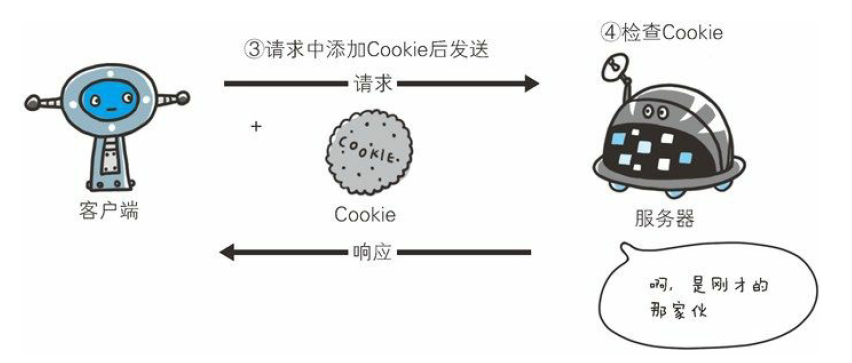 ③请求中添加Cookie后发送
④检查Cookie
请求
+
COOKIE.
客户端
Cookie
服务器
响应
啊,是刚才的
那家伙